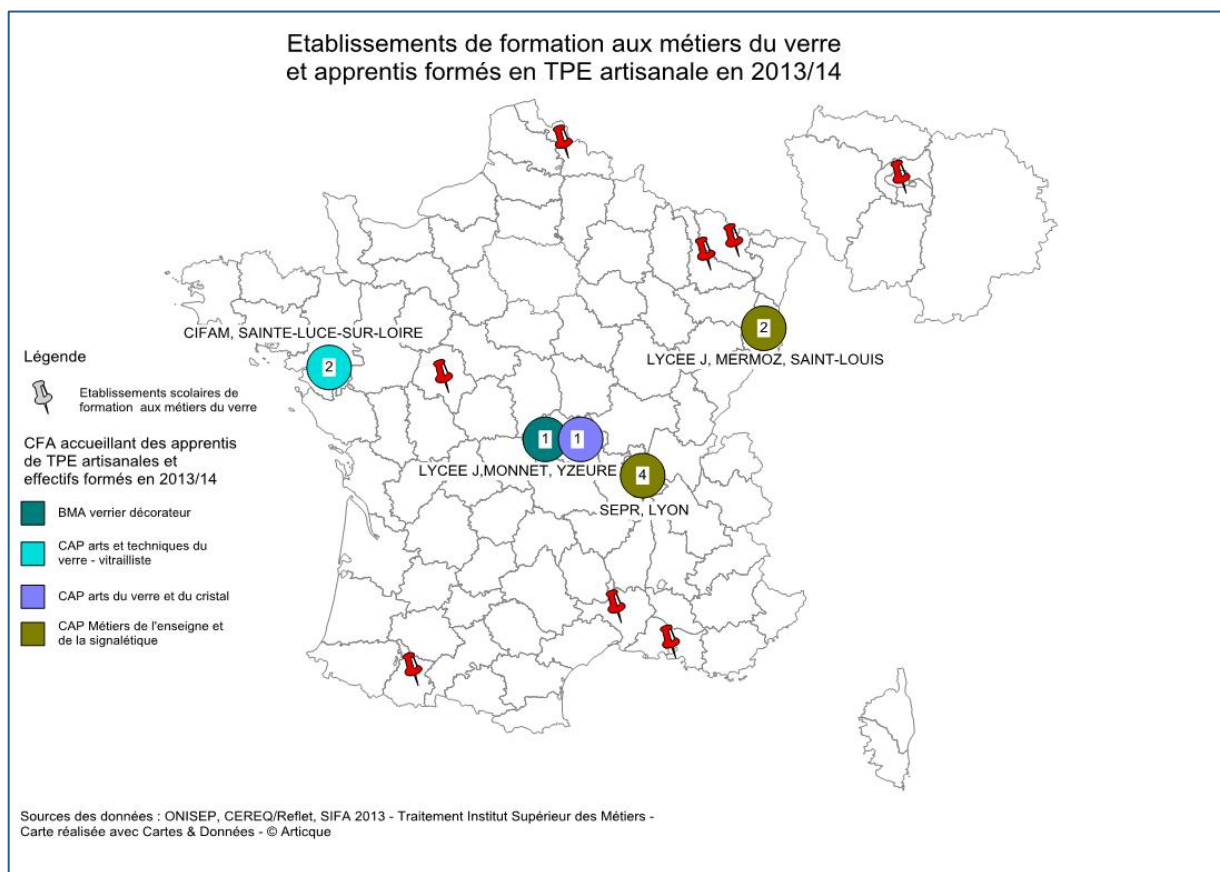 Etablissements de formation aux métiers du verre
et apprentis formés en TPE artisanale en 2013/14
CIFAM, SAINTE-LUCE-SUR-LOIRE
2
2
LYCEE J, MERMOZ, SAINT-LOUIS
1
1
LYCEE J,MONNET, YZEURE
4
SEPR, LYON
Légende
Etablissements scolaires de
formation aux métiers du verre
CFA accueillant des apprentis
de TPE artisanales et
effectifs formés en 2013/14
BMA verrier décorateur
CAP arts et techniques du
verre - vitrailliste
CAP arts du verre et du cristal
CAP Métiers de l'enseigne et
de la signalétique
Sources des données : ONISEP, CEREQ/Reflet, SIFA 2013 - Traitement Institut Supérieur des Métiers -
Carte réalisée avec Cartes & Données - © Articque